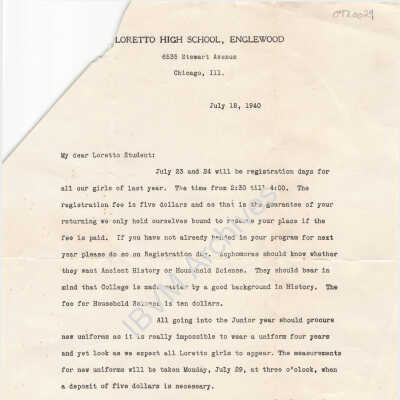 OTL0029
LORETTO HIGH SCHOOL, ENGLEWOOD
6535 Stewart Avenue
Chicago, Ill.
July 18, 1940
My dear Loretto Student:
July 23 and 24 will be registration days for
all our girls of last year. The time from 2:30 till 4:00. The
registration fee is five dollars and as that is the guarantee of your
returning we only hold ourselves bound to reserve your place if the
fee is paid. If you have not already handed in your program for next
year please do so on Registration day. Sophomores should know whether
they want Ancient History or Household Science. They should bear in
mind that College is made easier by a good background in History. The
fee for Household Science is ten dollars.
All going into the Junior year should procure
new uniforms as it is really impossible to wear a uniform four years
and yet look as we expect all Loretto girls to appear. The measurements
for new uniforms will be taken Monday, July 29, at three o'clock, when
a deposit of five dollars is necessary.
IBVM Archives